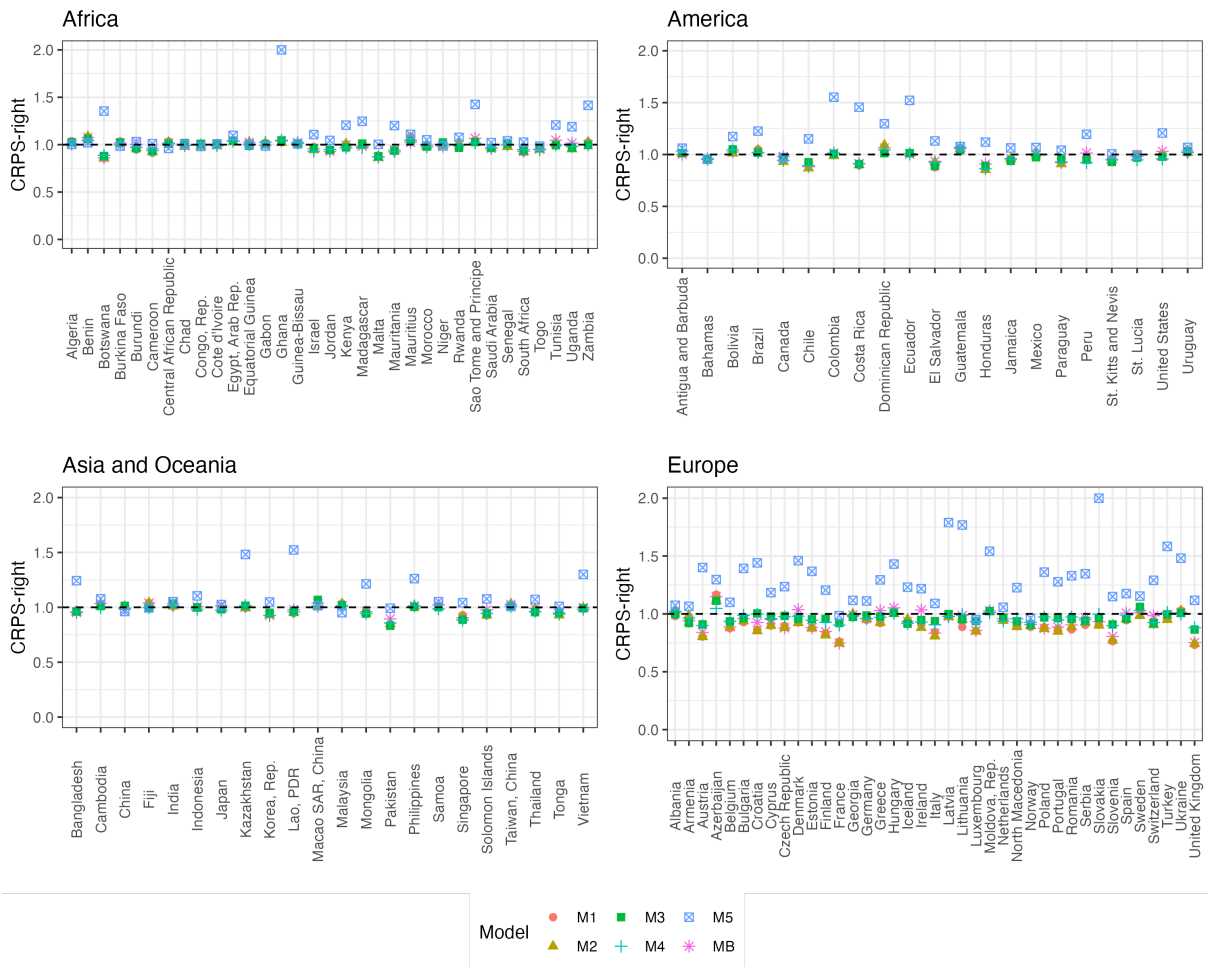 Africa
CRPS-right
2.0
1.5
1.0
0.5
0.0
Algeria
Benin
Botswana
Burkina Faso
Burundi
Cameroon
Central African Republic
Chad
Congo, Rep.
Cote d'Ivoire
Egypt, Arab Rep.
Equatorial Guinea
Gabon
Ghana
Guinea-Bissau
Israel
Jordan
Kenya
Madagascar
Malta
Mauritania
Mauritius
Morocco
Niger
Rwanda
Sao Tome and Principe
Saudi Arabia
Senegal
South Africa
Togo
Tunisia
Uganda
Zambia
America
CRPS-right
2.0
1.5
1.0
0.5
0.0
Antigua and Barbuda
Bahamas
Bolivia
Brazil
Canada
Chile
Colombia
Costa Rica
Dominican Republic
Ecuador
El Salvador
Guatemala
Honduras
Jamaica
Mexico
Paraguay
Peru
St. Kitts and Nevis
St. Lucia
United States
Uruguay
Asia and Oceania
CRPS-right
2.0
1.5
1.0
0.5
0.0
Bangladesh
Cambodia
China
Fiji
India
Indonesia
Japan
Kazakhstan
Korea, Rep.
Lao, PDR
Macao SAR, China
Malaysia
Mongolia
Pakistan
Philippines
Samoa
Singapore
Solomon Islands
Taiwan, China
Thailand
Tonga
Vietnam
Europe
CRPS-right
2.0
1.5
1.0
0.5
0.0
Albania
Armenia
Austria
Azerbaijan
Belgium
Bulgaria
Croatia
Cyprus
Czech Republic
Denmark
Estonia
Finland
France
Georgia
Germany
Greece
Hungary
Iceland
Ireland
Italy
Latvia
Lithuania
Luxembourg
Moldova, Rep.
Netherlands
North Macedonia
Norway
Poland
Portugal
Romania
Serbia
Slovakia
Slovenia
Spain
Sweden
Switzerland
Turkey
Ukraine
United Kingdom
Model
M1
M3
M5
M2
M4
MB